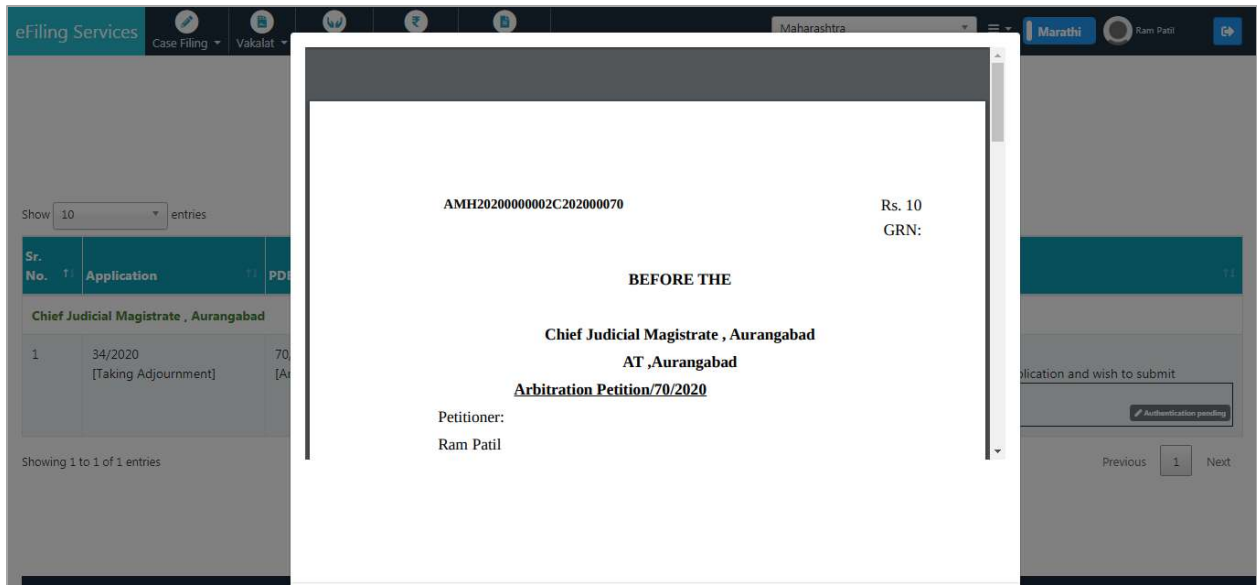 eFiling Services
Case Filing
Vakalat
Maharashtra
Marathi
Ram Patil
Show 10 entries
Sr. No.
Application
Chief Judicial Magistrate , Aurangabad
1
34/2020
[Taking Adjournment]
70
AMH20200000002C202000070
Rs. 10
GRN:
BEFORE THE
Chief Judicial Magistrate , Aurangabad
AT ,Aurangabad
Arbitration Petition/70/2020
Petitioner:
Ram Patil
and wish to submit
Authentication pending
Showing 1 to 1 of 1 entries
Previous 1 Next